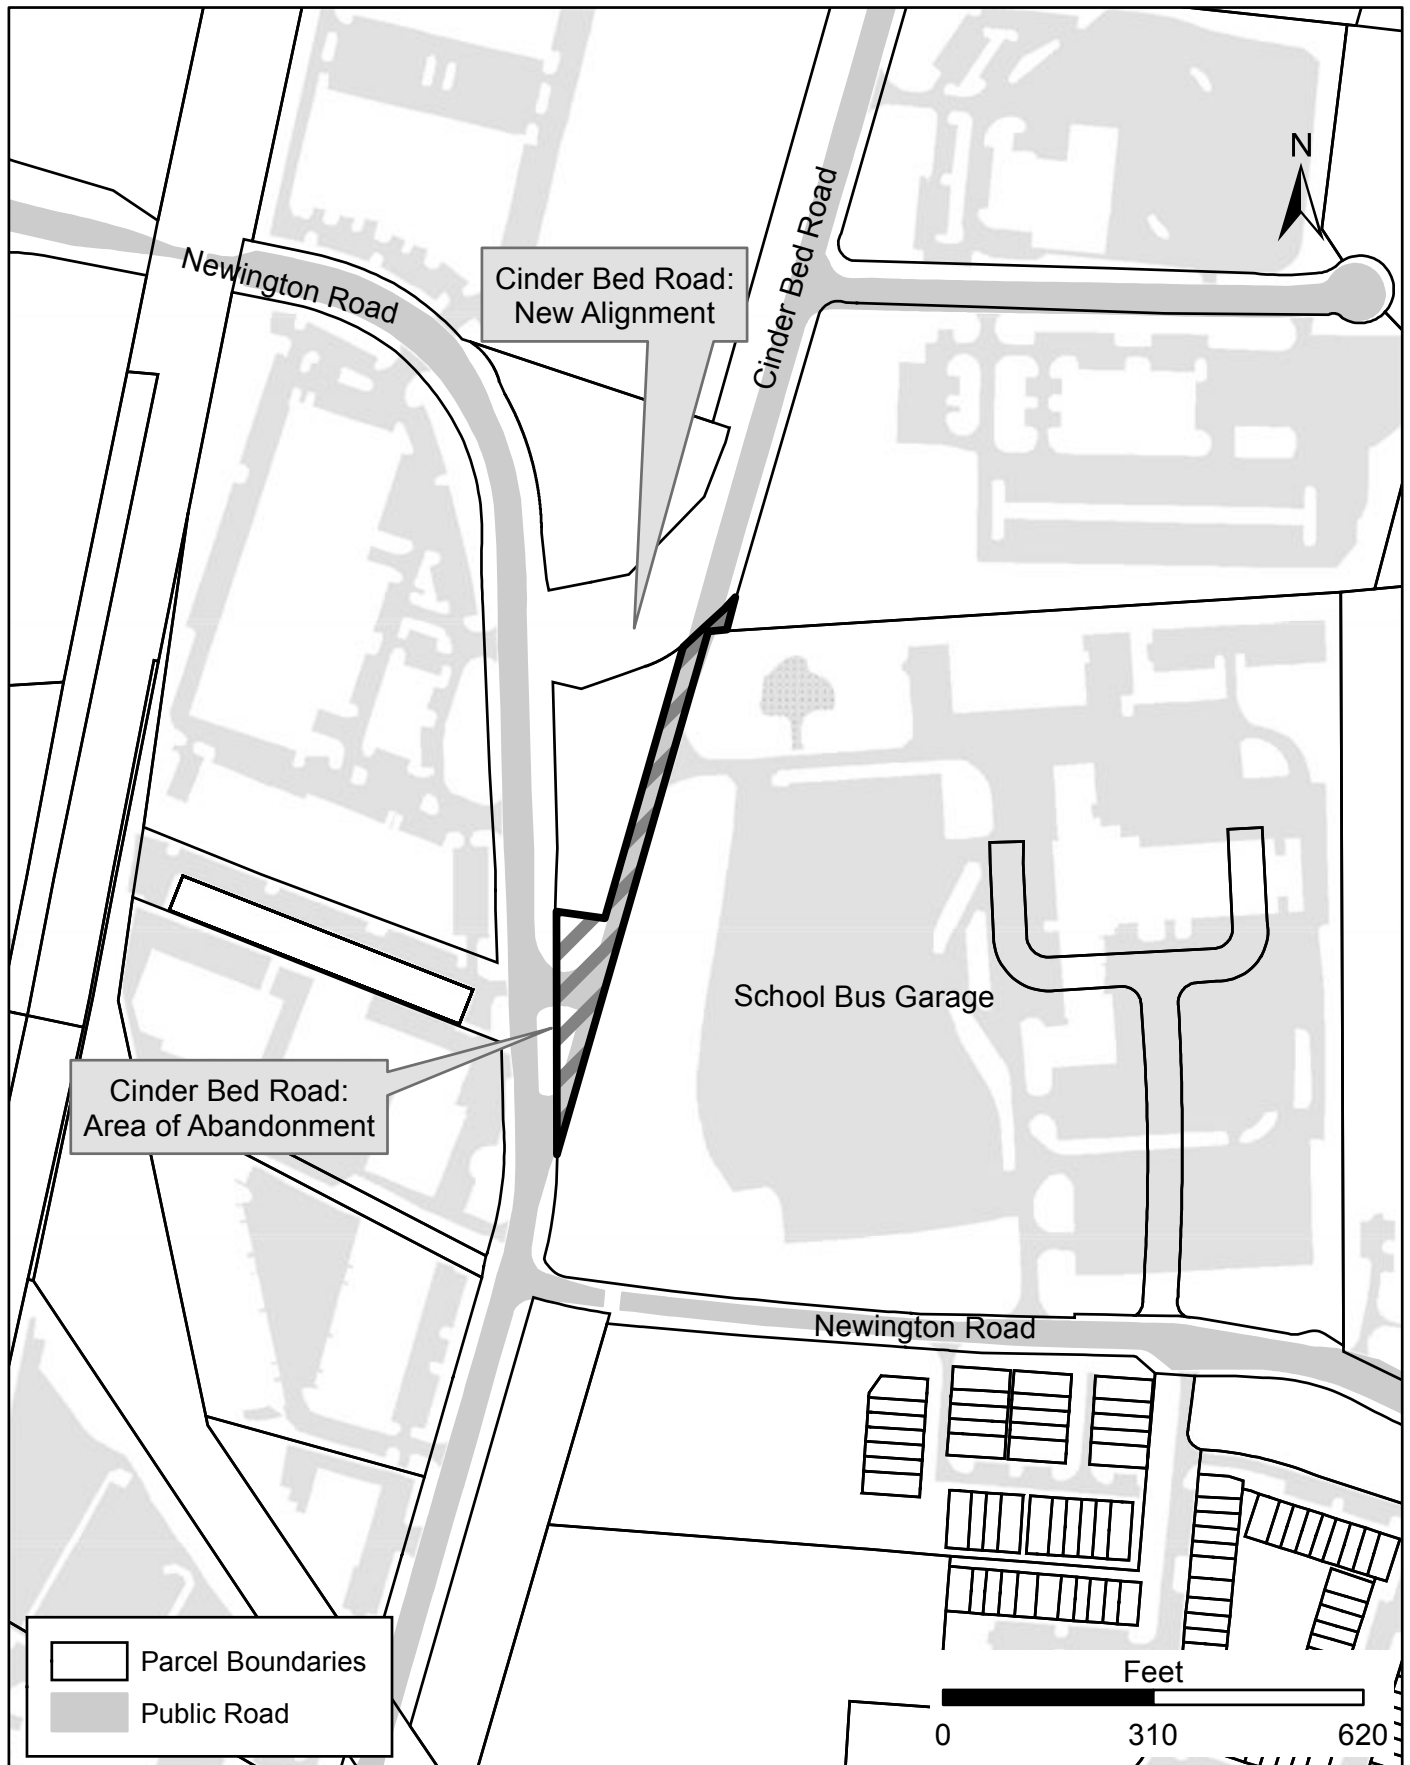 N
Newington Road
Cinder Bed Road:
New Alignment
Cinder Bed Road
School Bus Garage
Cinder Bed Road:
Area of Abandonment
Newington Road
Parcel Boundaries
Public Road
Feet
0 310 620